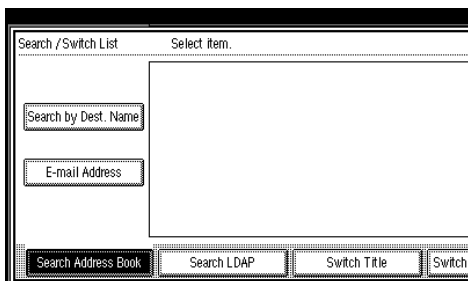 Search / Switch List Select item.
Search by Dest. Name
E-mail Address
Search Address Book Search LDAP Switch Title Switch